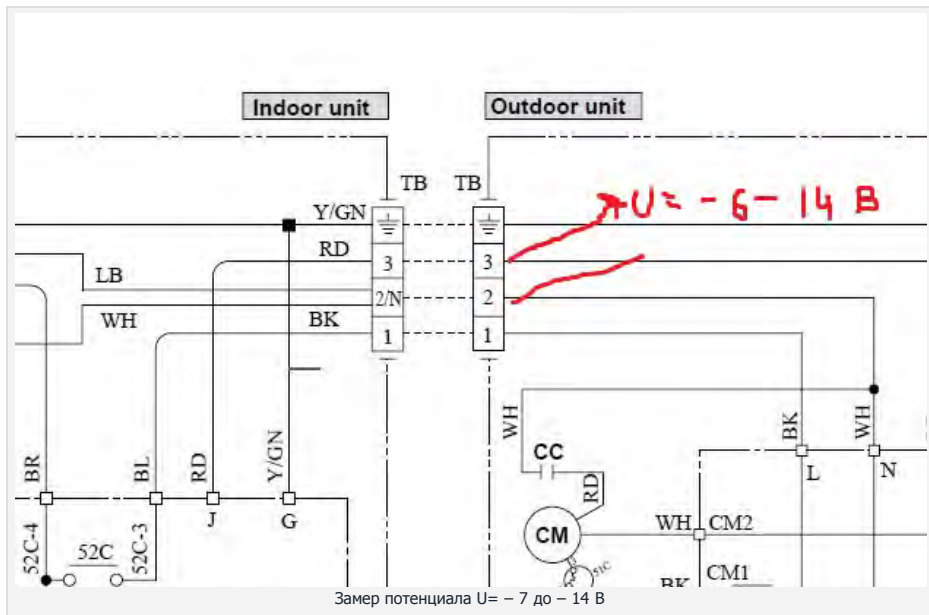 Indoor unit
Outdoor unit
TB
TB
U= - 6 - 14 В
Y/GN
RD
3
3
LB
2/N
2
WH
BK
1
1
BR
BL
RD
Y/GN
WH
BK
WH
CC
RD
L
N
J
G
52C-4
52C
52C-3
CM
WH
CM2
51C
BK
CM1
Замер потенциала U= – 7 до – 14 В